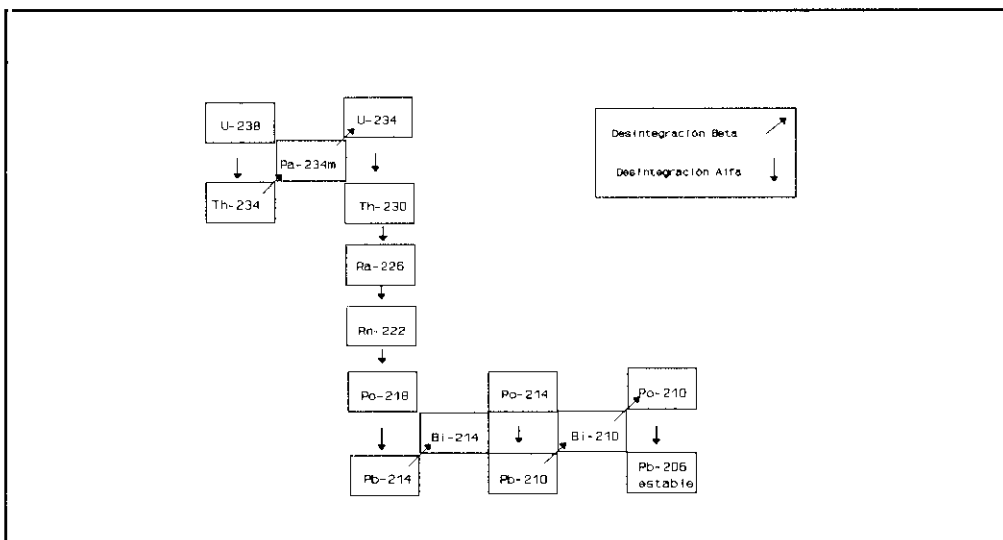 U-238
U-234
Pa-234m
Th-234
Th-230
Ra-226
Rn-222
Po-218
Po-214
Po-210
Bi-214
Bi-210
Pb-214
Pb-210
Pb-206
estable
Desintegración Beta
Desintegración Alfa